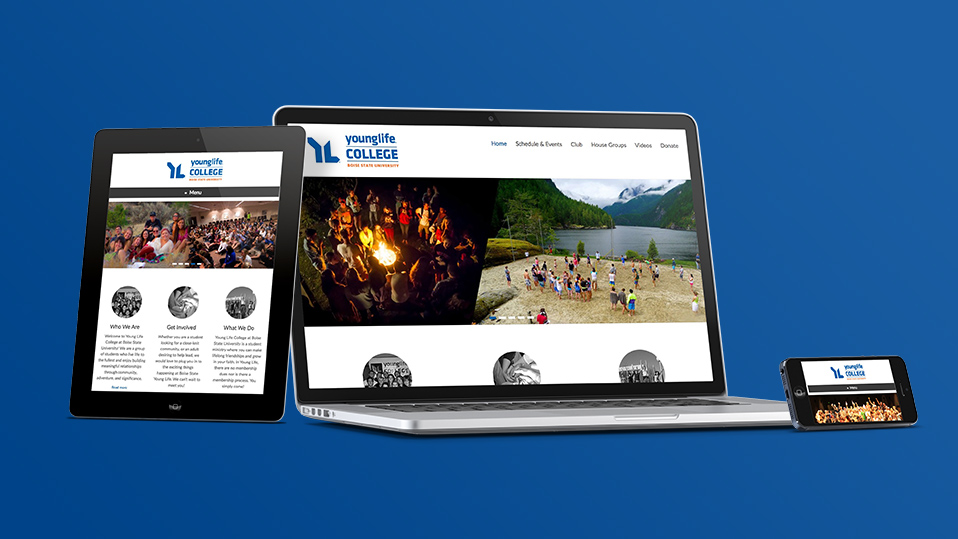 younglife
COLLEGE
BOISE STATE UNIVERSITY
Menu
Who We Are
Welcome to Young Life
College at Boise State
University! We are a group
of students who live life to
the fullest and enjoy building
meaningful relationships
through community,
adventure, and significance.
Read more
Get Involved
Whether you are a student
looking for a close-knit
community, or an adult
desiring to help lead, we
would love to plug you in to
the exciting things
happening at Boise State
Young Life. We can't wait to
meet you!
What We Do
Young Life College at Boise
State University is a student
ministry where you can make
lifelong friendships and grow
in your faith. In Young Life,
there are no membership
dues nor is there a
membership process. You
simply come!
younglife
COLLEGE
BOISE STATE UNIVERSITY
Home Schedule & Events Club House Groups Videos Donate
younglife
COLLEGE
BOISE STATE UNIVERSITY
Menu